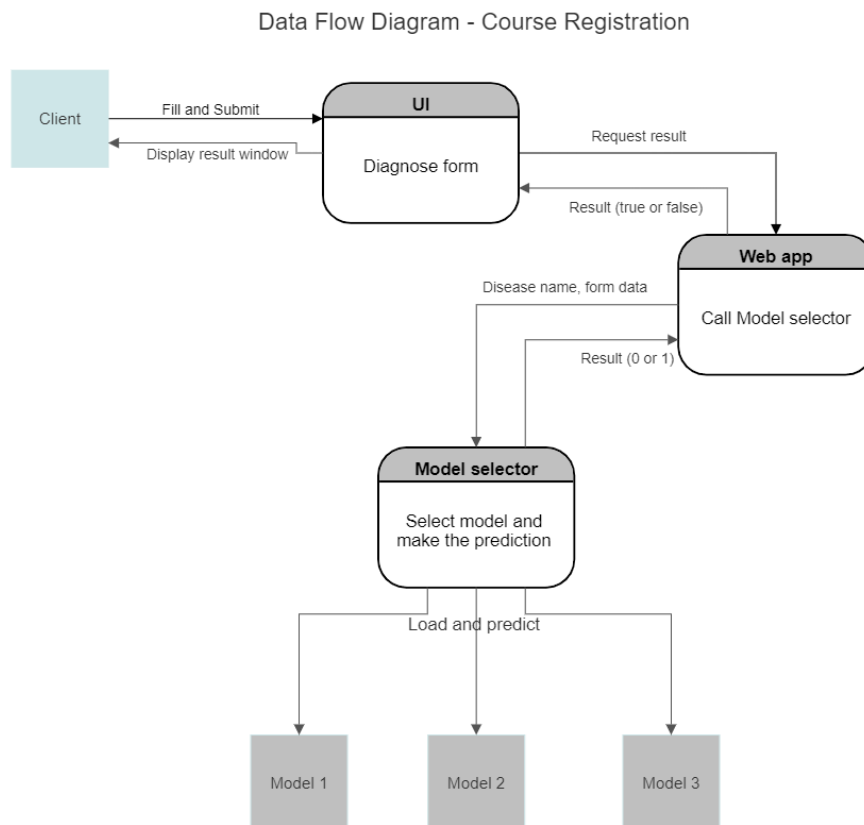 Data Flow Diagram - Course Registration
Client
Fill and Submit
Display result window
UI
Diagnose form
Request result
Result (true or false)
Web app
Call Model selector
Disease name, form data
Result (0 or 1)
Model selector
Select model and
make the prediction
Load and predict
Model 1
Model 2
Model 3